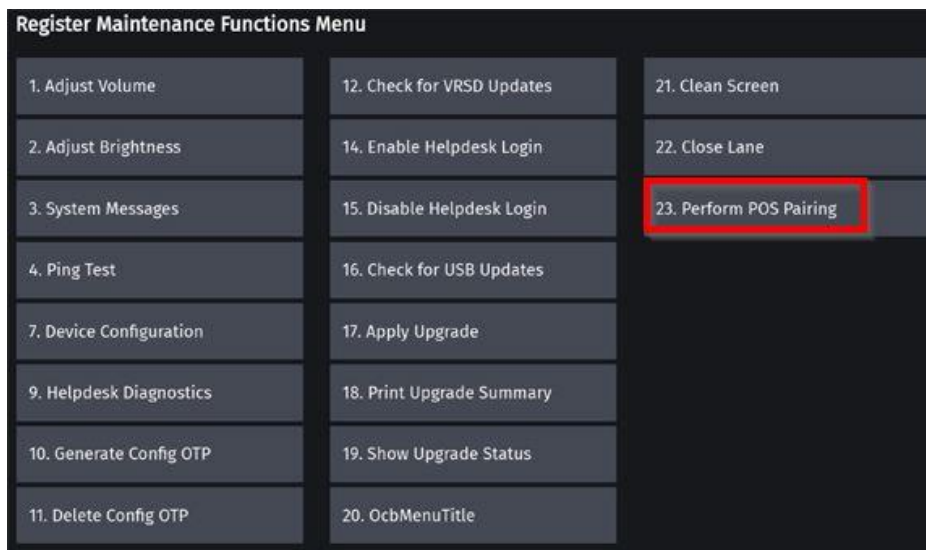 Register Maintenance Functions Menu
1. Adjust Volume
2. Adjust Brightness
3. System Messages
4. Ping Test
7. Device Configuration
9. Helpdesk Diagnostics
10. Generate Config OTP
11. Delete Config OTP
12. Check for VRSD Updates
14. Enable Helpdesk Login
15. Disable Helpdesk Login
16. Check for USB Updates
17. Apply Upgrade
18. Print Upgrade Summary
19. Show Upgrade Status
20. OcbMenuTitle
21. Clean Screen
22. Close Lane
23. Perform POS Pairing